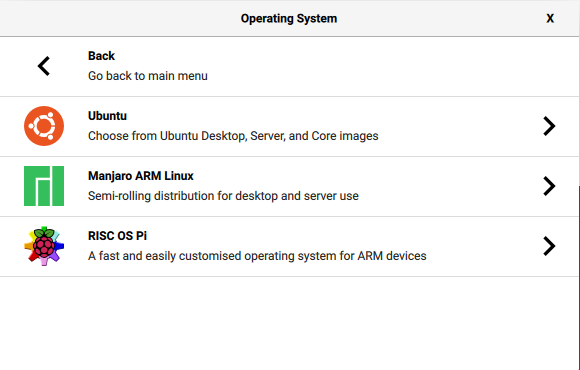 Operating System X
Back
Go back to main menu
Ubuntu
Choose from Ubuntu Desktop, Server, and Core images
Manjaro ARM Linux
Semi-rolling distribution for desktop and server use
RISC OS Pi
A fast and easily customised operating system for ARM devices